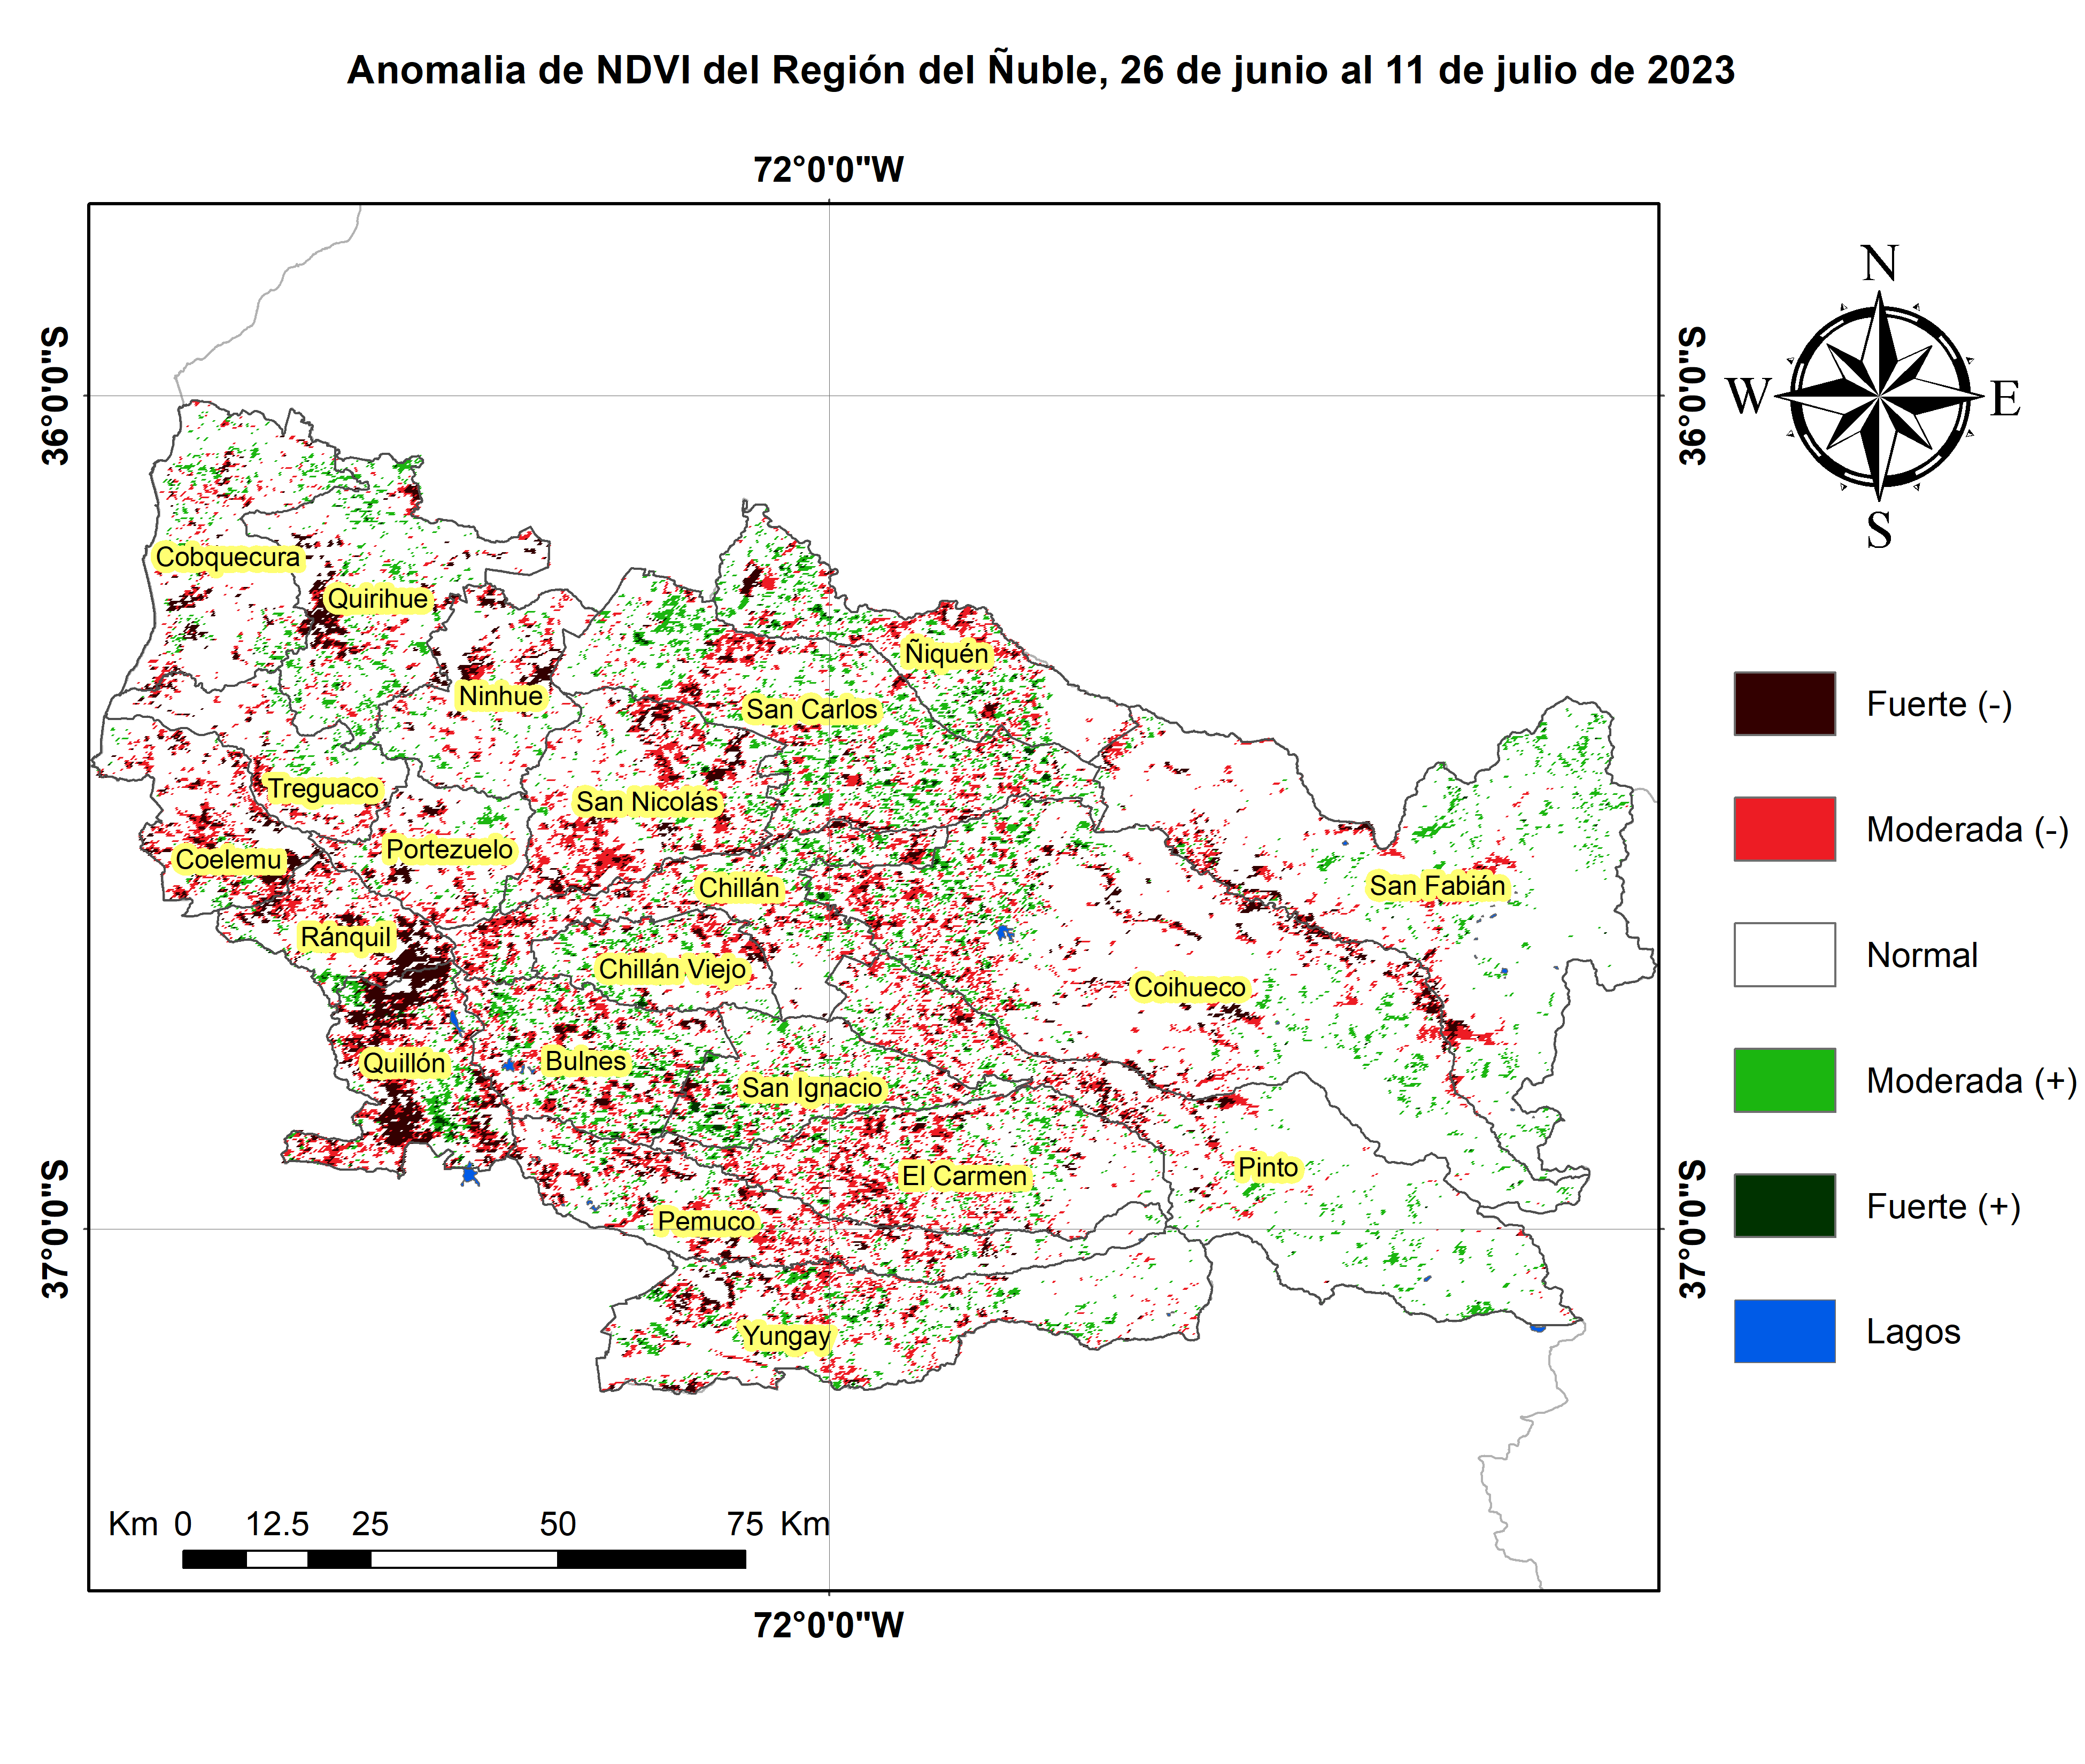 Anomalia de NDVI del Región del Ñuble, 26 de junio al 11 de julio de 2023
72°0'0"W
36°0'0"S
36°0'0"S
N
W
E
S
Cobquecura
Quirihue
Ñiquén
Ninhue
San Carlos
Treguaco
San Nicolás
Portezuelo
Coelemu
Chillán
San Fabián
Ránquil
Chillán Viejo
Coihueco
Quillón
Bulnes
San Ignacio
Pinto
El Carmen
Pemuco
Yungay
37°0'0"S
37°0'0"S
Fuerte (-)
Moderada (-)
Normal
Moderada (+)
Fuerte (+)
Lagos
Km 0 12.5 25 50 75 Km
72°0'0"W